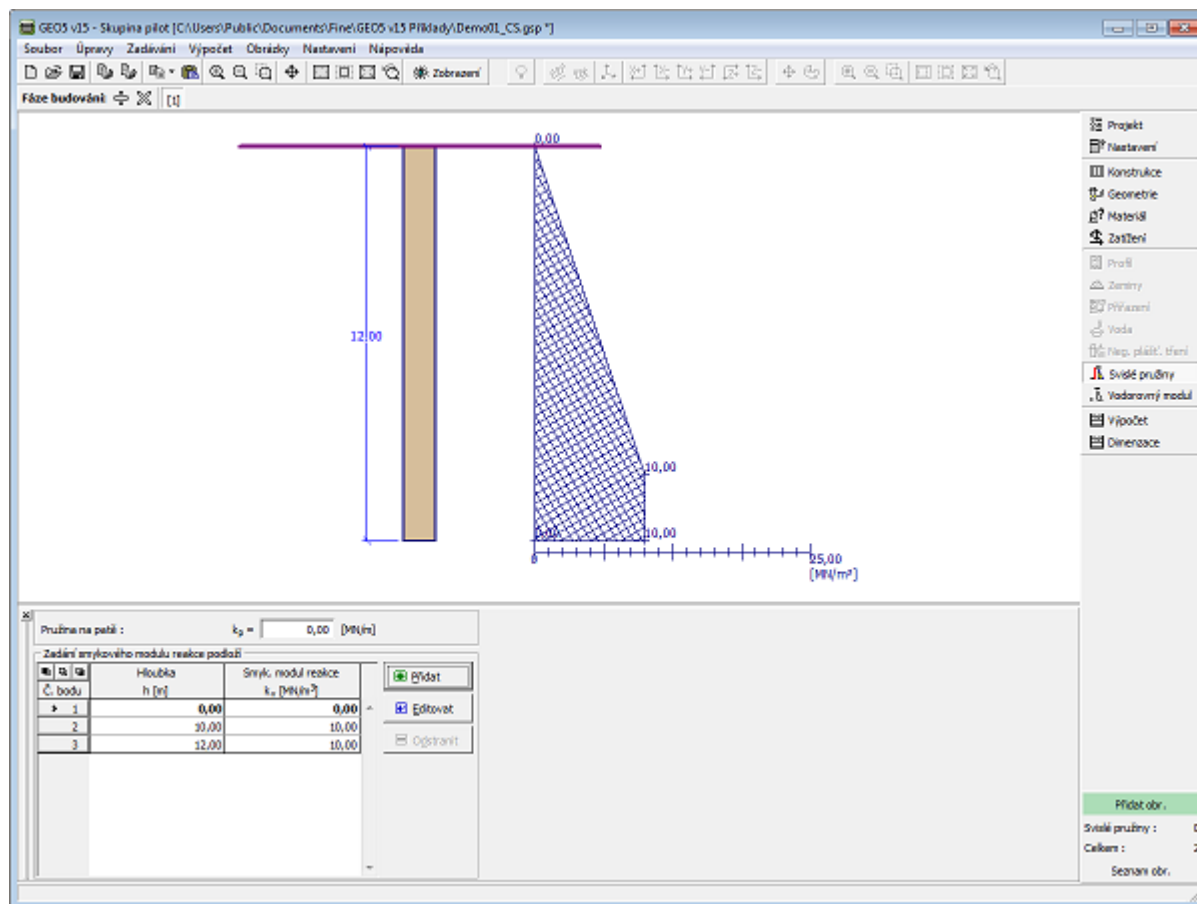 GEO5 v15 - Skupina pilot [C:\Users\Public\Documents\Fine\GEO5 v15 Příklady\Demo01_CS.gsp *]
Soubor Úpravy Zadávání Výpočet Obrázky Nastavení Nápověda
Zobrazení
Fáze budování: [1]
0,00
12,00
10,00
0,00 10,00
0 25,00
[MN/m³]
Projekt
Nastavení
Konstrukce
Geometrie
Materiál
Zatížení
Profil
Zeminy
Přiřazení
Voda
Neg. plášť. tření
Svislé pružiny
Vodorovný modul
Výpočet
Dimenzace
Pružina na patě : kp = 0,00 [MN/m]
Zadání smykového modulu reakce podloží
Č. bodu Hloubka Smyk. modul reakce
h [m] kv [MN/m³]
1 0,00 0,00
2 10,00 10,00
3 12,00 10,00
Přidat
Editovat
Odstranit
Přidat obr.
Svislé pružiny : 0
Celkem : 2
Seznam obr.